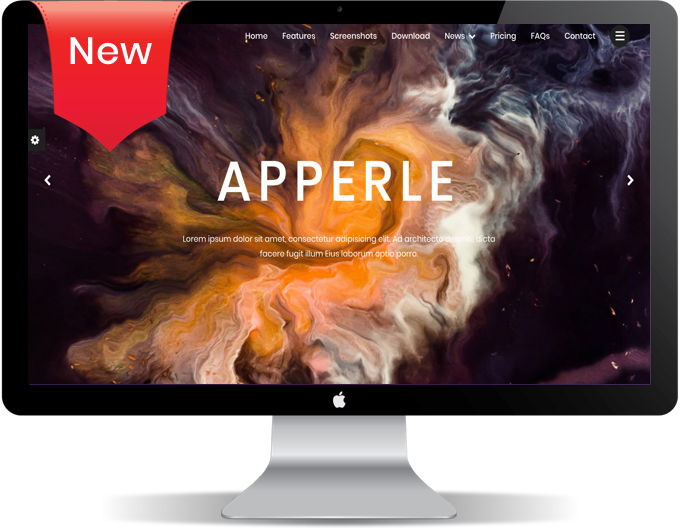 New
Home Features Screenshots Download News Pricing FAQs Contact
APPERLE
Lorem ipsum dolor sit amet, consectetur adipisicing elit. Ad architecto dicta
facere fugit illum Eius laborum optio porro